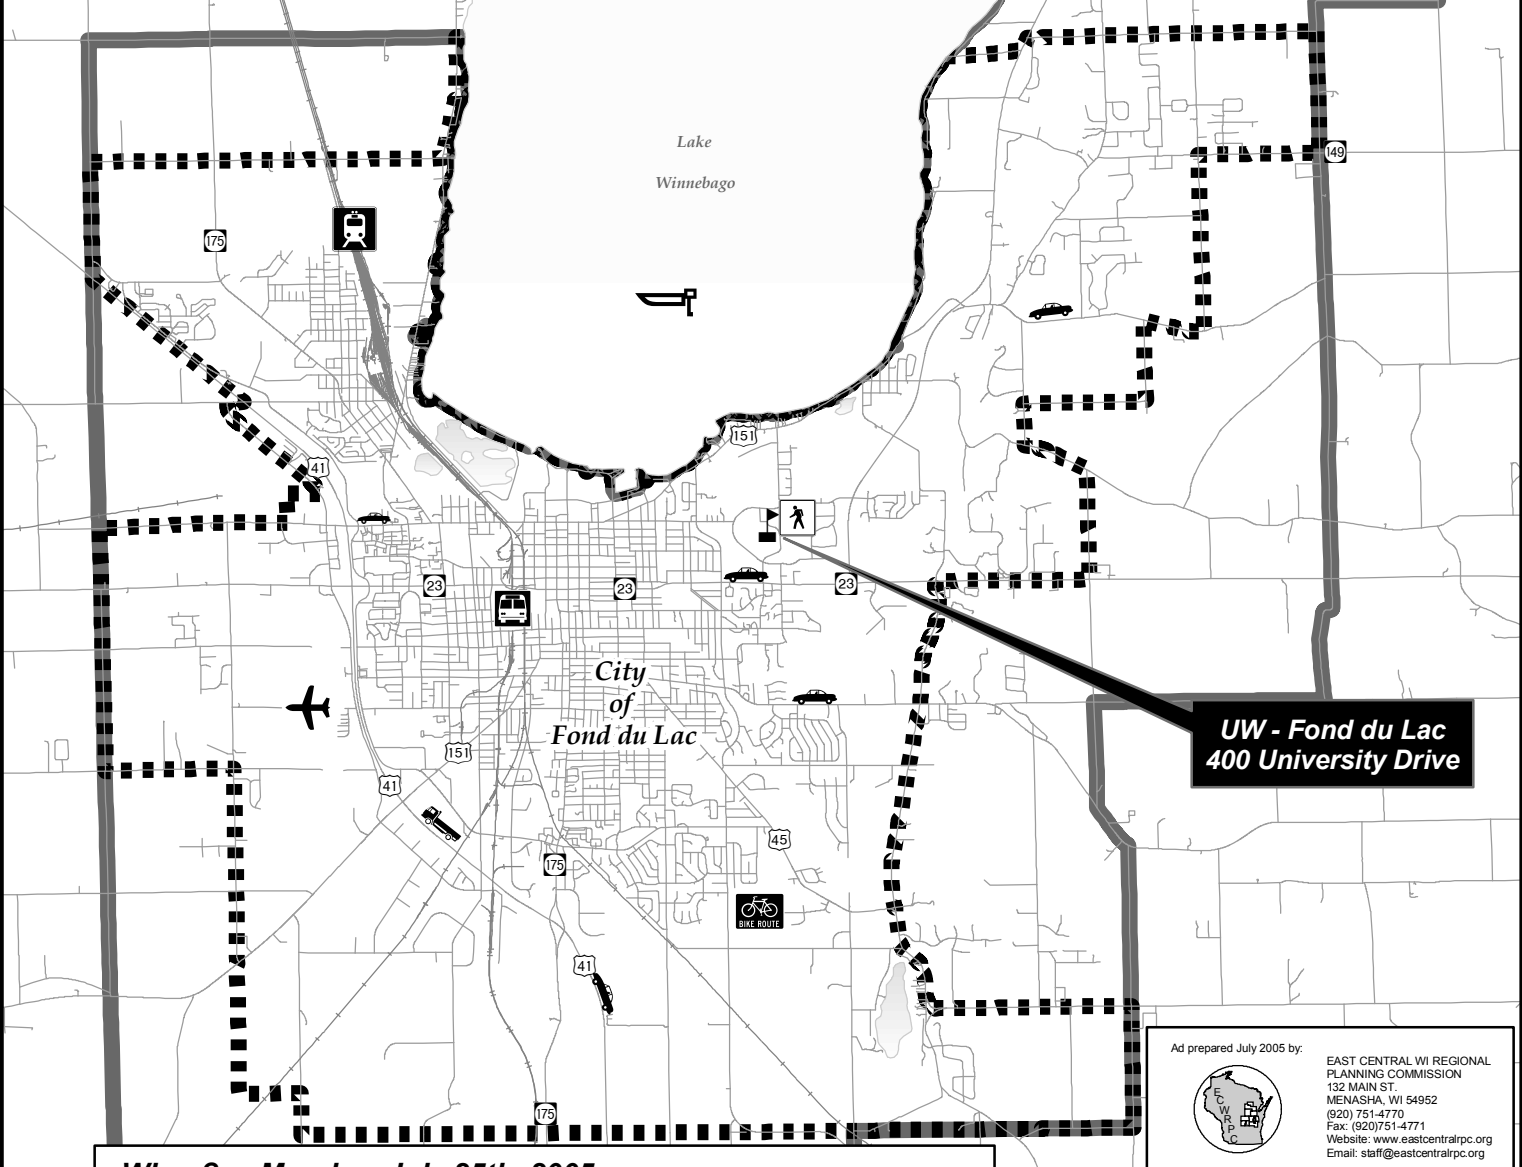 Lake
Winnebago
149
175
151
41
23
23
23
City
of
Fond du Lac
UW - Fond du Lac
400 University Drive
151
41
45
175
BIKE ROUTE
41
175
Ad prepared July 2005 by:
ECWRPC
EAST CENTRAL WI REGIONAL
PLANNING COMMISSION
132 MAIN ST.
MENASHA, WI 54952
(920) 751-4770
Fax: (920)751-4771
Website: www.eastcentralrpc.org
Email: staff@eastcentralrpc.org